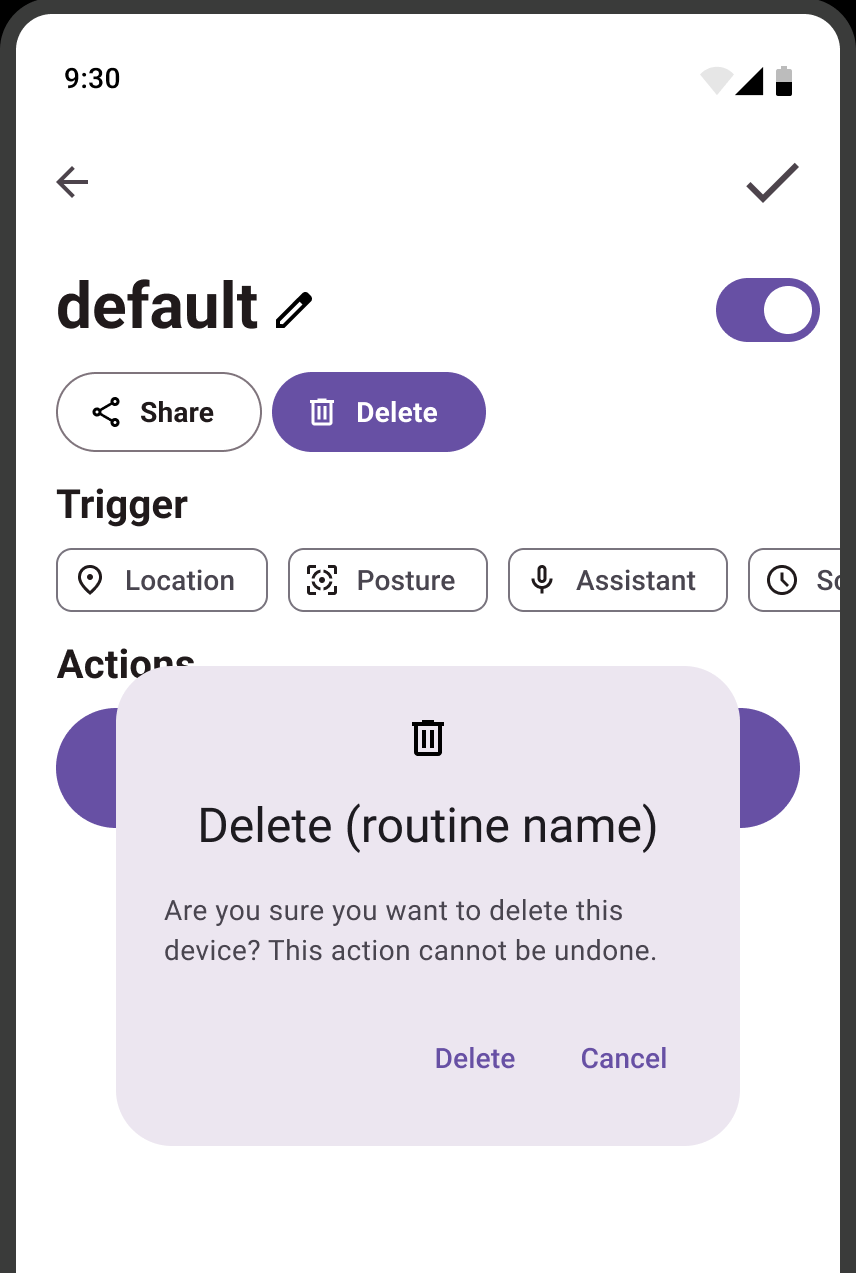 9:30
default
Share
Delete
Trigger
Location
Posture
Assistant
Actions
Delete (routine name)
Are you sure you want to delete this
device? This action cannot be undone.
Delete
Cancel